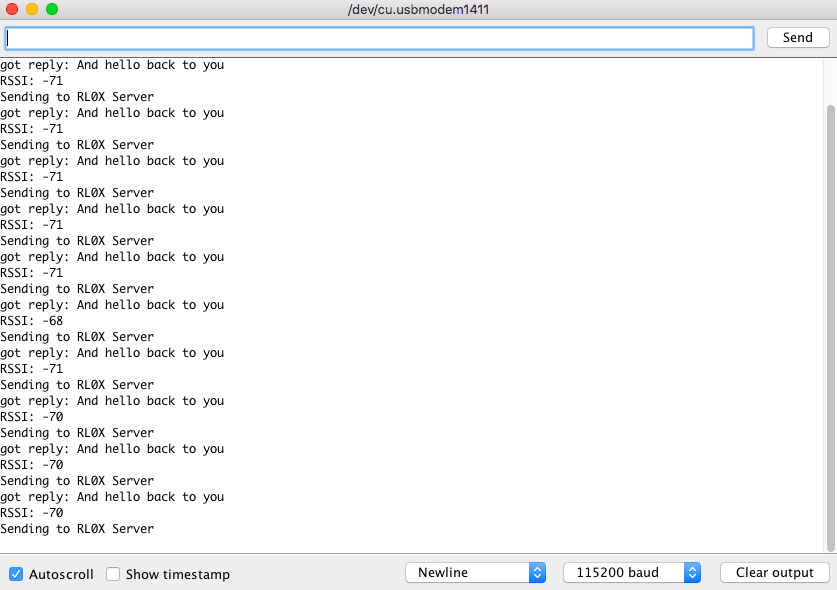 /dev/cu.usbmodem1411
Send
got reply: And hello back to you
RSSI: -71
Sending to RL0X Server
got reply: And hello back to you
RSSI: -71
Sending to RL0X Server
got reply: And hello back to you
RSSI: -71
Sending to RL0X Server
got reply: And hello back to you
RSSI: -71
Sending to RL0X Server
got reply: And hello back to you
RSSI: -71
Sending to RL0X Server
got reply: And hello back to you
RSSI: -68
Sending to RL0X Server
got reply: And hello back to you
RSSI: -71
Sending to RL0X Server
got reply: And hello back to you
RSSI: -70
Sending to RL0X Server
got reply: And hello back to you
RSSI: -70
Sending to RL0X Server
got reply: And hello back to you
RSSI: -70
Sending to RL0X Server
Autoscroll Show timestamp Newline 115200 baud Clear output